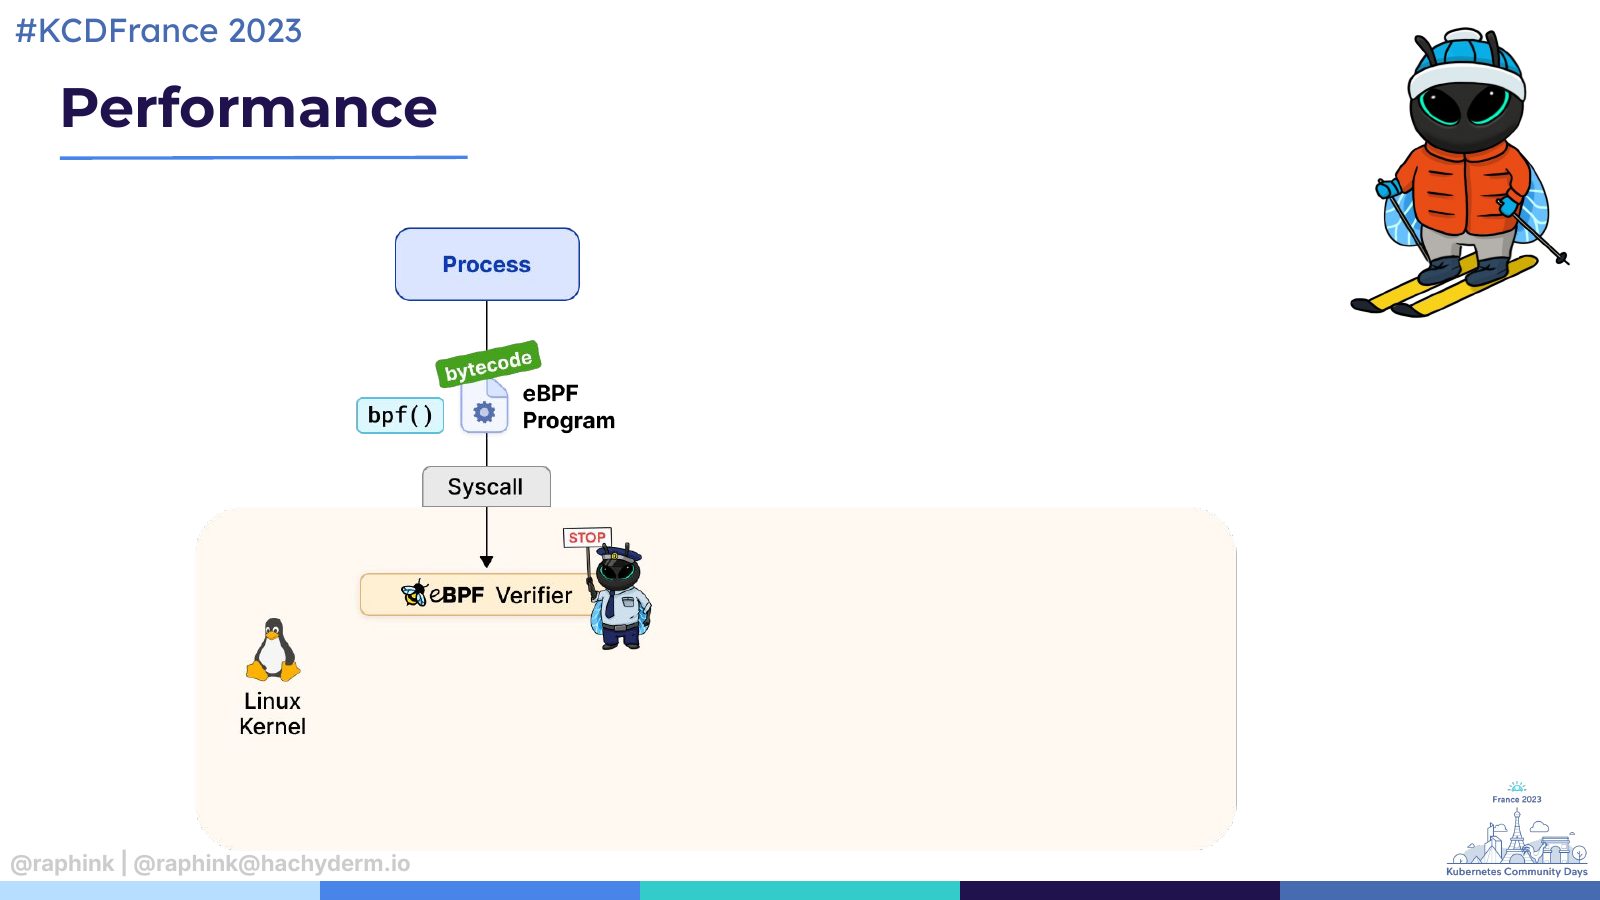 #KCDFrance 2023
Performance
Process
bytecode
eBPF
Program
bpf()
Syscall
STOP
eBPF Verifier
Linux
Kernel
France 2023
Kubernetes Community Days
@raphink | @raphink@hachyderm.io